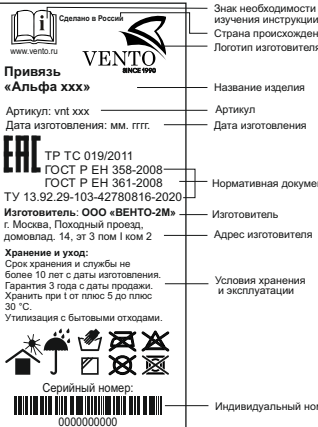 Знак необходимости
изучения инструкции
Сделано в России
Страна
Логотип изготовителя
www.vento.ru
VENTO
SINCE 1990
Привязь
«Альфа xxx»
Название изделия
Артикул: vnt xxx
Артикул
Дата изготовления: мм. гггг.
Дата изготовления
ЕАС
ТР ТС 019/2011
ГОСТ Р ЕН 358-2008
ГОСТ Р ЕН 361-2008
Нормативная
ТУ 13.92.29-103-42780816-2020
Изготовитель: ООО «ВЕНТО-2М»
Изготовитель
г. Москва, Походный проезд,
домовлад. 14, эт 3 пом I ком 2
Адрес изготовителя
Хранение и уход:
Срок хранения и службы не
более 10 лет с даты изготовления.
Гарантия 3 года с даты продажи.
Хранить при t от плюс 5 до плюс
30 °C.
Утилизация с бытовыми отходами.
Условия хранения
и эксплуатации
Серийный номер:
Индивидуальный
0000000000